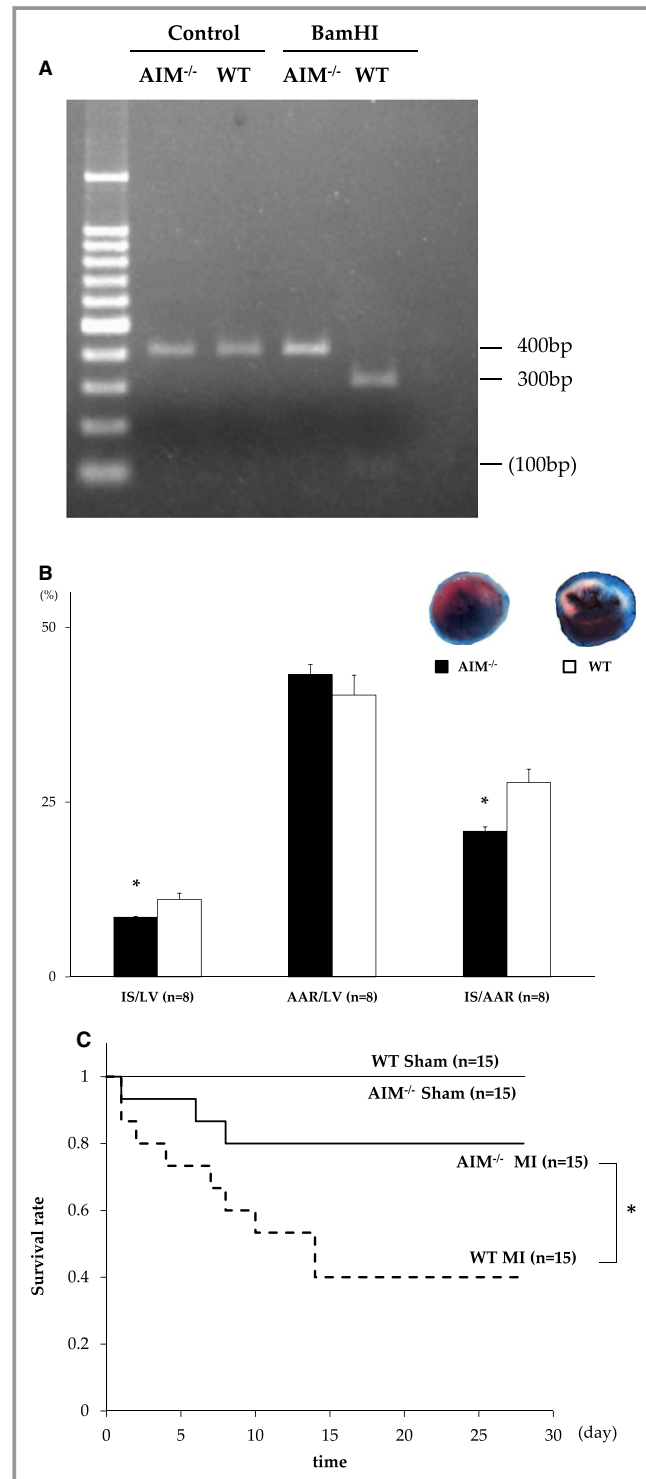 Control BamHI
A AIM-/- WT AIM-/- WT
400bp
300bp
(100bp)
B
(%)
50
25
0
AIM-/- WT
*
*
IS/LV (n=8) AAR/LV (n=8) IS/AAR (n=8)
C
WT Sham (n=15)
AIM-/- Sham (n=15)
AIM-/- MI (n=15)
*
WT MI (n=15)
Survival rate
1
0.8
0.6
0.4
0.2
0
0 5 10 15 20 25 30 (day)
time